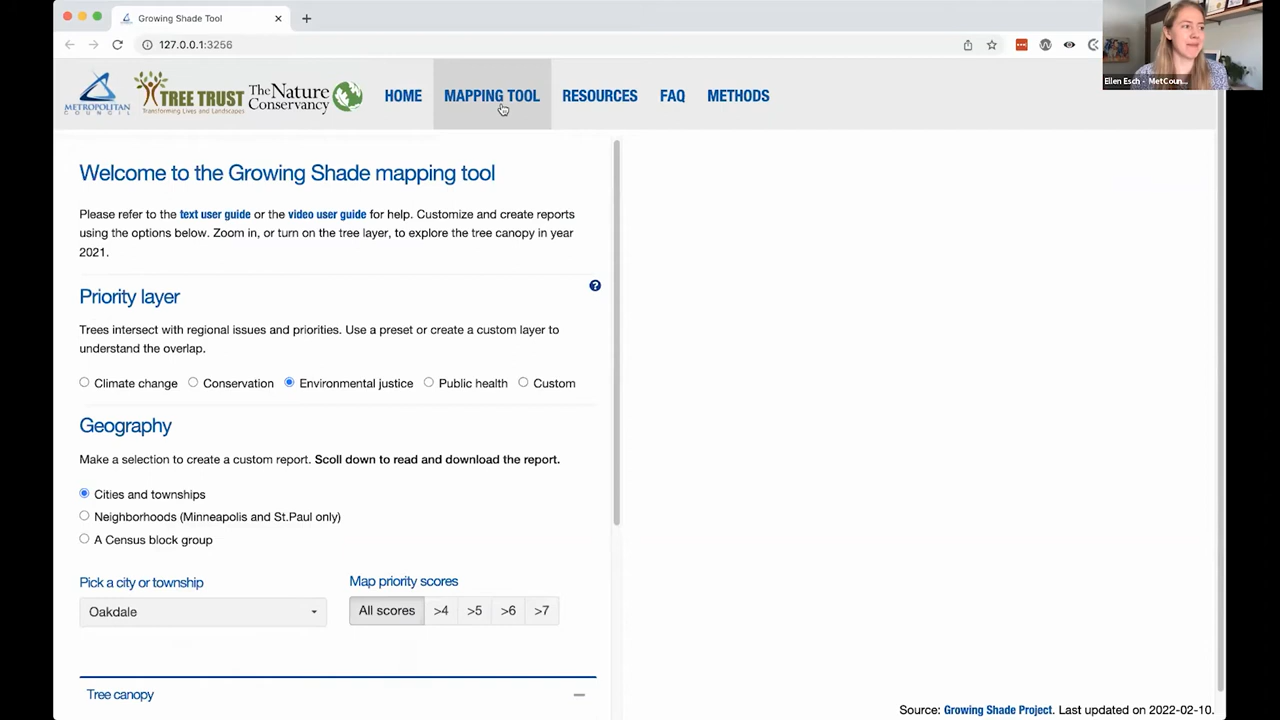 Growing Shade Tool
127.0.0.1:3256
Ellen Esch - MetCoun...
METROPOLITAN
COUNCIL
TREE TRUST
Transforming Lives and Landscapes
The Nature
Conservancy
HOME
MAPPING TOOL
RESOURCES
FAQ
METHODS
Welcome to the Growing Shade mapping tool
Please refer to the text user guide or the video user guide for help. Customize and create reports
using the options below. Zoom in, or turn on the tree layer, to explore the tree canopy in year
2021.
Priority layer
Trees intersect with regional issues and priorities. Use a preset or create a custom layer to
understand the overlap.
Climate change Conservation Environmental justice Public health Custom
Geography
Make a selection to create a custom report. Scoll down to read and download the report.
Cities and townships
Neighborhoods (Minneapolis and St.Paul only)
A Census block group
Pick a city or township
Oakdale
Map priority scores
All scores >4 >5 >6 >7
Tree canopy
Source: Growing Shade Project. Last updated on 2022-02-10.